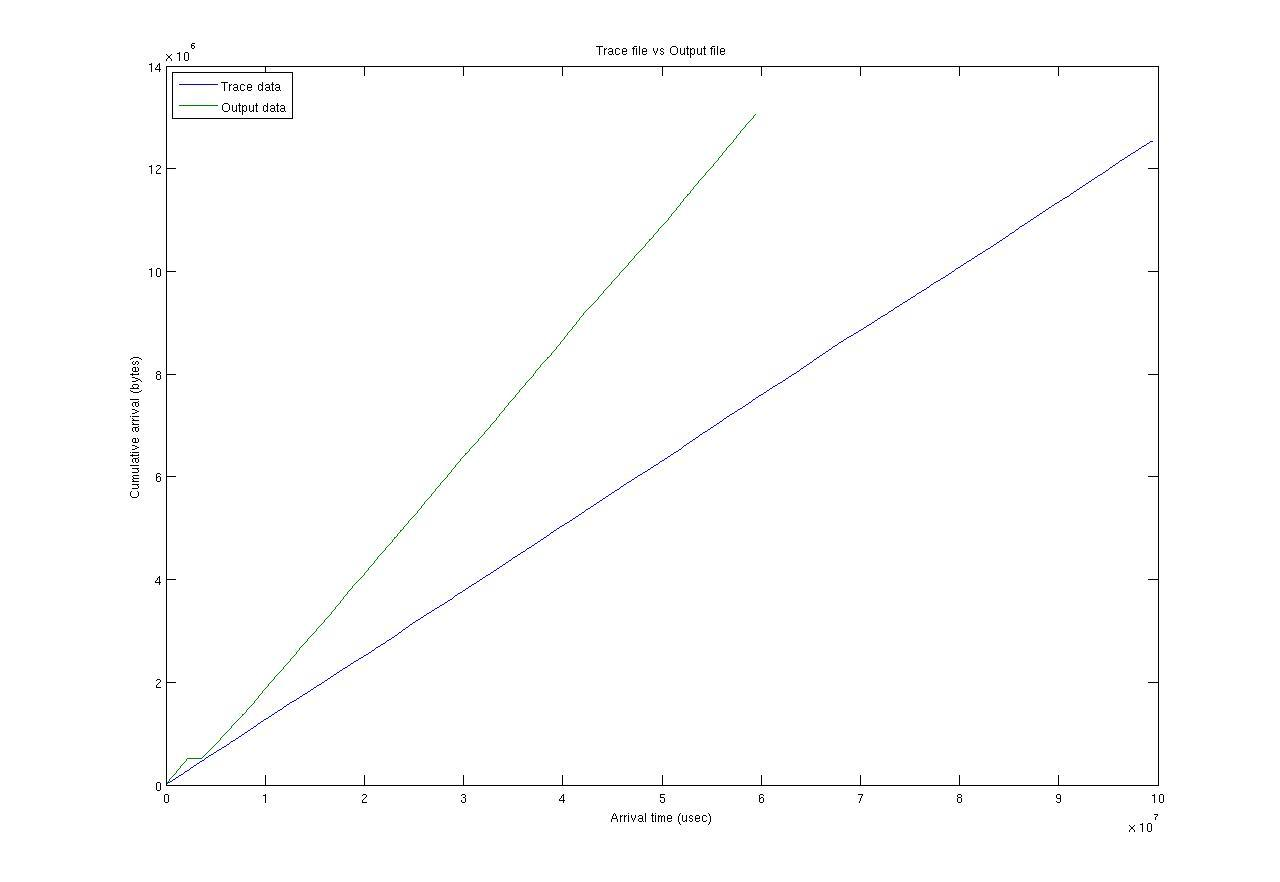 Trace file vs Output file
× 10^6
14
12
10
8
6
4
2
0
Trace data
Output data
Cumulative arrival (bytes)
0 1 2 3 4 5 6 7 8 9 10
Arrival time (usec)
× 10^7